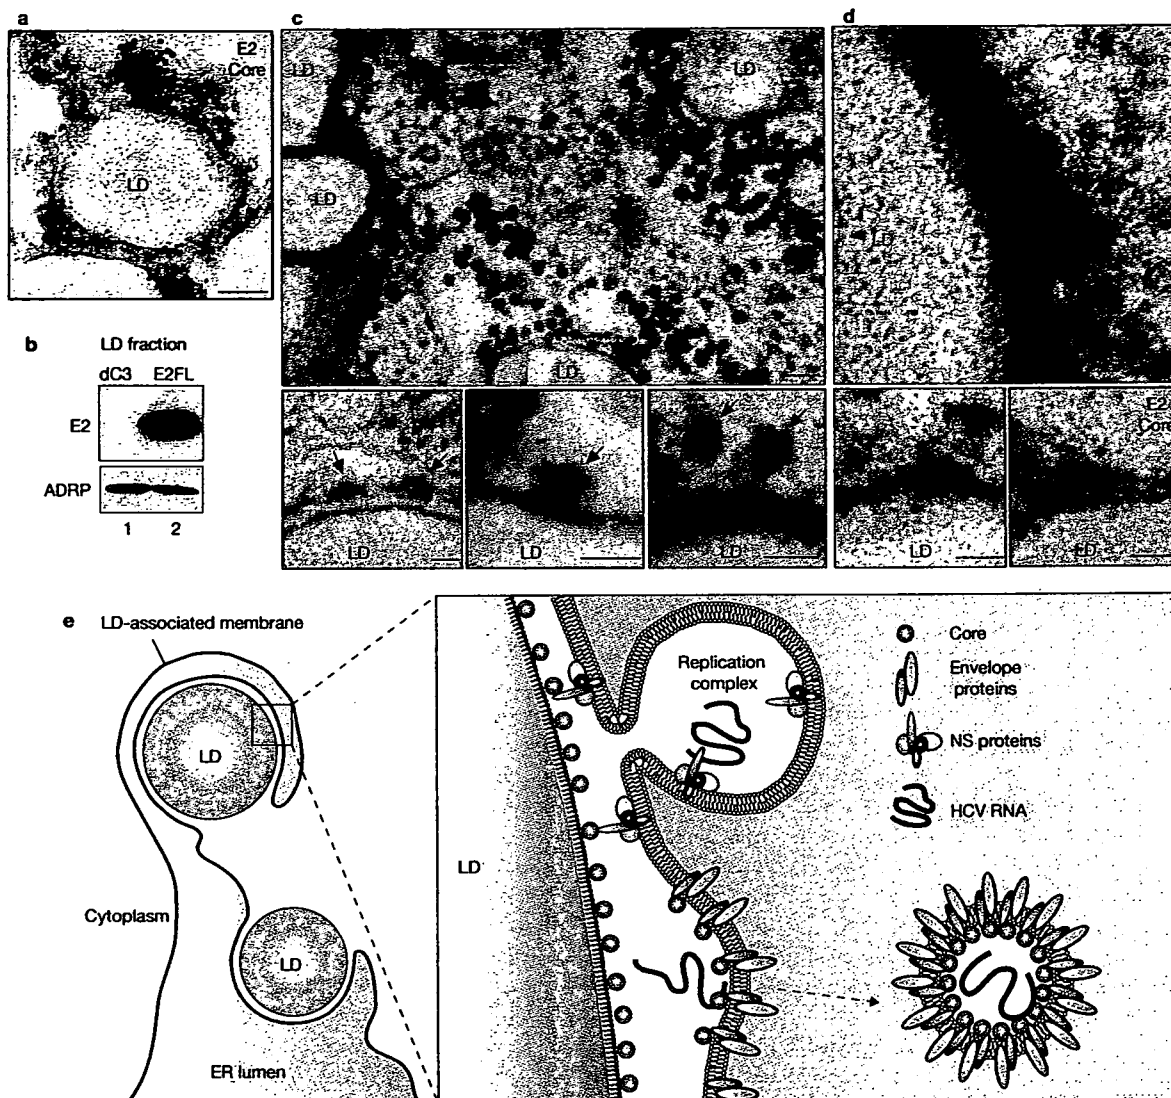 a
E2
Core
LD
b
LD fraction
dC3 E2FL
E2
ADRP
1 2
c
LD
LD
LD
LD
LD
LD
LD
d
E2
Core
LD
LD
e
LD-associated membrane
LD
LD
Cytoplasm
ER lumen
LD
Replication
complex
Core
Envelope
proteins
NS proteins
HCV RNA